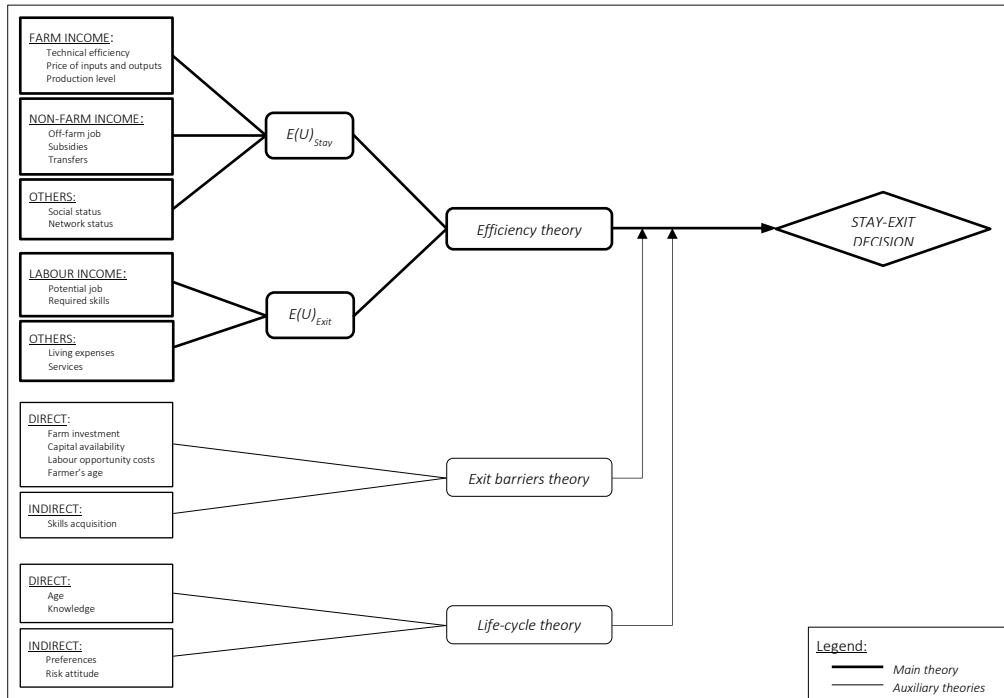 FARM INCOME:
Technical efficiency
Price of inputs and outputs
Production level
NON-FARM INCOME:
Off-farm job
Subsidies
Transfers
OTHERS:
Social status
Network status
E(U)Stay
LABOUR INCOME:
Potential job
Required skills
OTHERS:
Living expenses
Services
E(U)Exit
Efficiency theory
STAY-EXIT
DECISION
DIRECT:
Farm investment
Capital availability
Labour opportunity costs
Farmer's age
INDIRECT:
Skills acquisition
Exit barriers theory
DIRECT:
Age
Knowledge
INDIRECT:
Preferences
Risk attitude
Life-cycle theory
Legend:
Main theory
Auxiliary theories